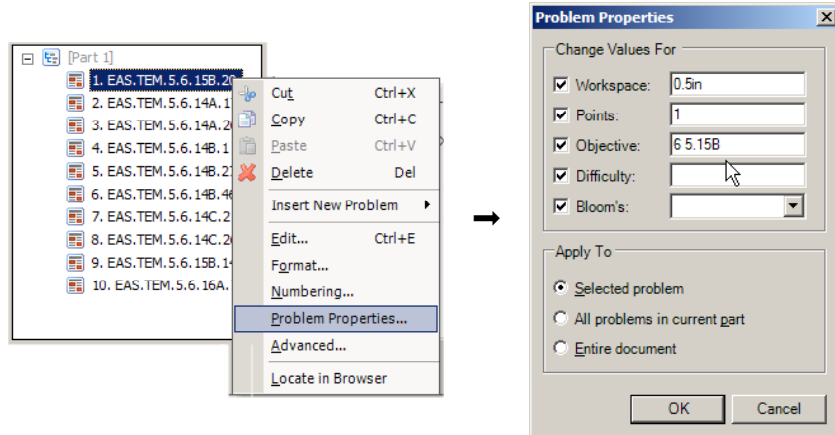 [Part 1]
1. EAS.TEM.5.6.15B.20
2. EAS.TEM.5.6.14A.1
3. EAS.TEM.5.6.14A.20
4. EAS.TEM.5.6.14B.1
5. EAS.TEM.5.6.14B.2
6. EAS.TEM.5.6.14B.46
7. EAS.TEM.5.6.14C.2
8. EAS.TEM.5.6.14C.20
9. EAS.TEM.5.6.15B.14
10. EAS.TEM.5.6.16A.
Cut Ctrl+X
Copy Ctrl+C
Paste Ctrl+V
Delete Del
Insert New Problem
Edit... Ctrl+E
Format...
Numbering...
Problem Properties...
Advanced...
Locate in Browser
Problem Properties
Change Values For
Workspace: 0.5in
Points: 1
Objective: 6 5.15B
Difficulty:
Bloom's:
Apply To
Selected problem
All problems in current part
Entire document
OK Cancel